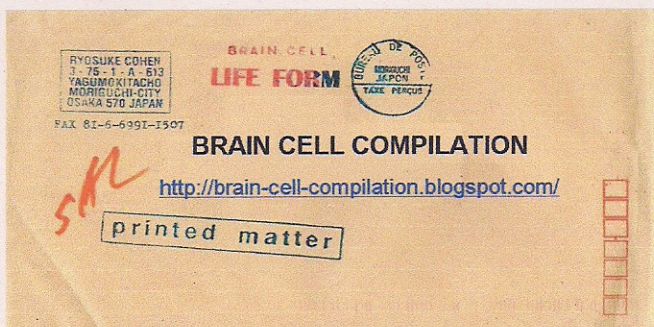 RYOSUKE COHEN
3-76-1-A-613
YAGUMOKITACHO
MORIGUCHI-CITY
OSAKA 570 JAPAN
FAX 81-6-6991-1507
BRAIN CELL
LIFE FORM
BUREAU DE POSTE
MORIGUCHI
JAPON
TAXE PERÇUE
BRAIN CELL COMPILATION
http://brain-cell-compilation.blogspot.com/
SAL
printed matter